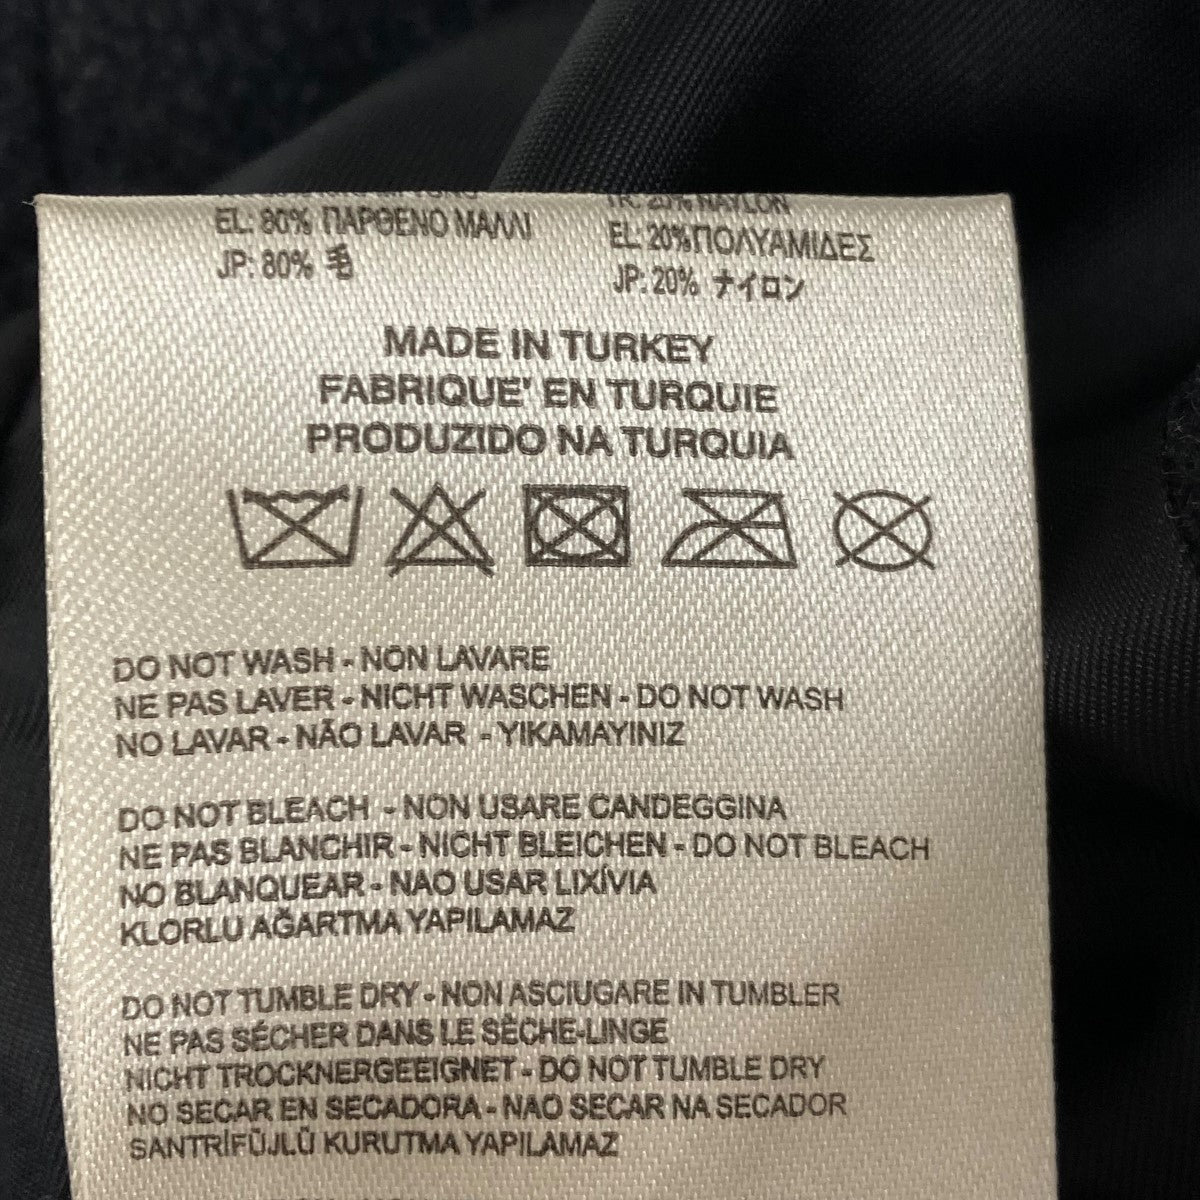 EL: 80% ΠΑΡΘΕΝΟ ΜΑΛΛΙ
TR: 20% NAYLON
EL: 20% ΠΟΛΥΑΜΙΔΕΣ
JP: 80% 毛
JP: 20% ナイロン
MADE IN TURKEY
FABRIQUE' EN TURQUIE
PRODUZIDO NA TURQUIA
DO NOT WASH - NON LAVARE
NE PAS LAVER - NICHT WASCHEN - DO NOT WASH
NO LAVAR - NÃO LAVAR - YIKAMAYINIZ
DO NOT BLEACH - NON USARE CANDEGGINA
NE PAS BLANCHIR - NICHT BLEICHEN - DO NOT BLEACH
NO BLANQUEAR - NAO USAR LIXÍVIA
KLORLU AĞARTMA YAPILAMAZ
DO NOT TUMBLE DRY - NON ASCIUGARE IN TUMBLER
NE PAS SÉCHER DANS LE SÈCHE-LINGE
NICHT TROCKNERGEEIGNET - DO NOT TUMBLE DRY
NO SECAR EN SECADORA - NAO SECAR NA SECADOR
SANTRİFÜJLÜ KURUTMA YAPILAMAZ